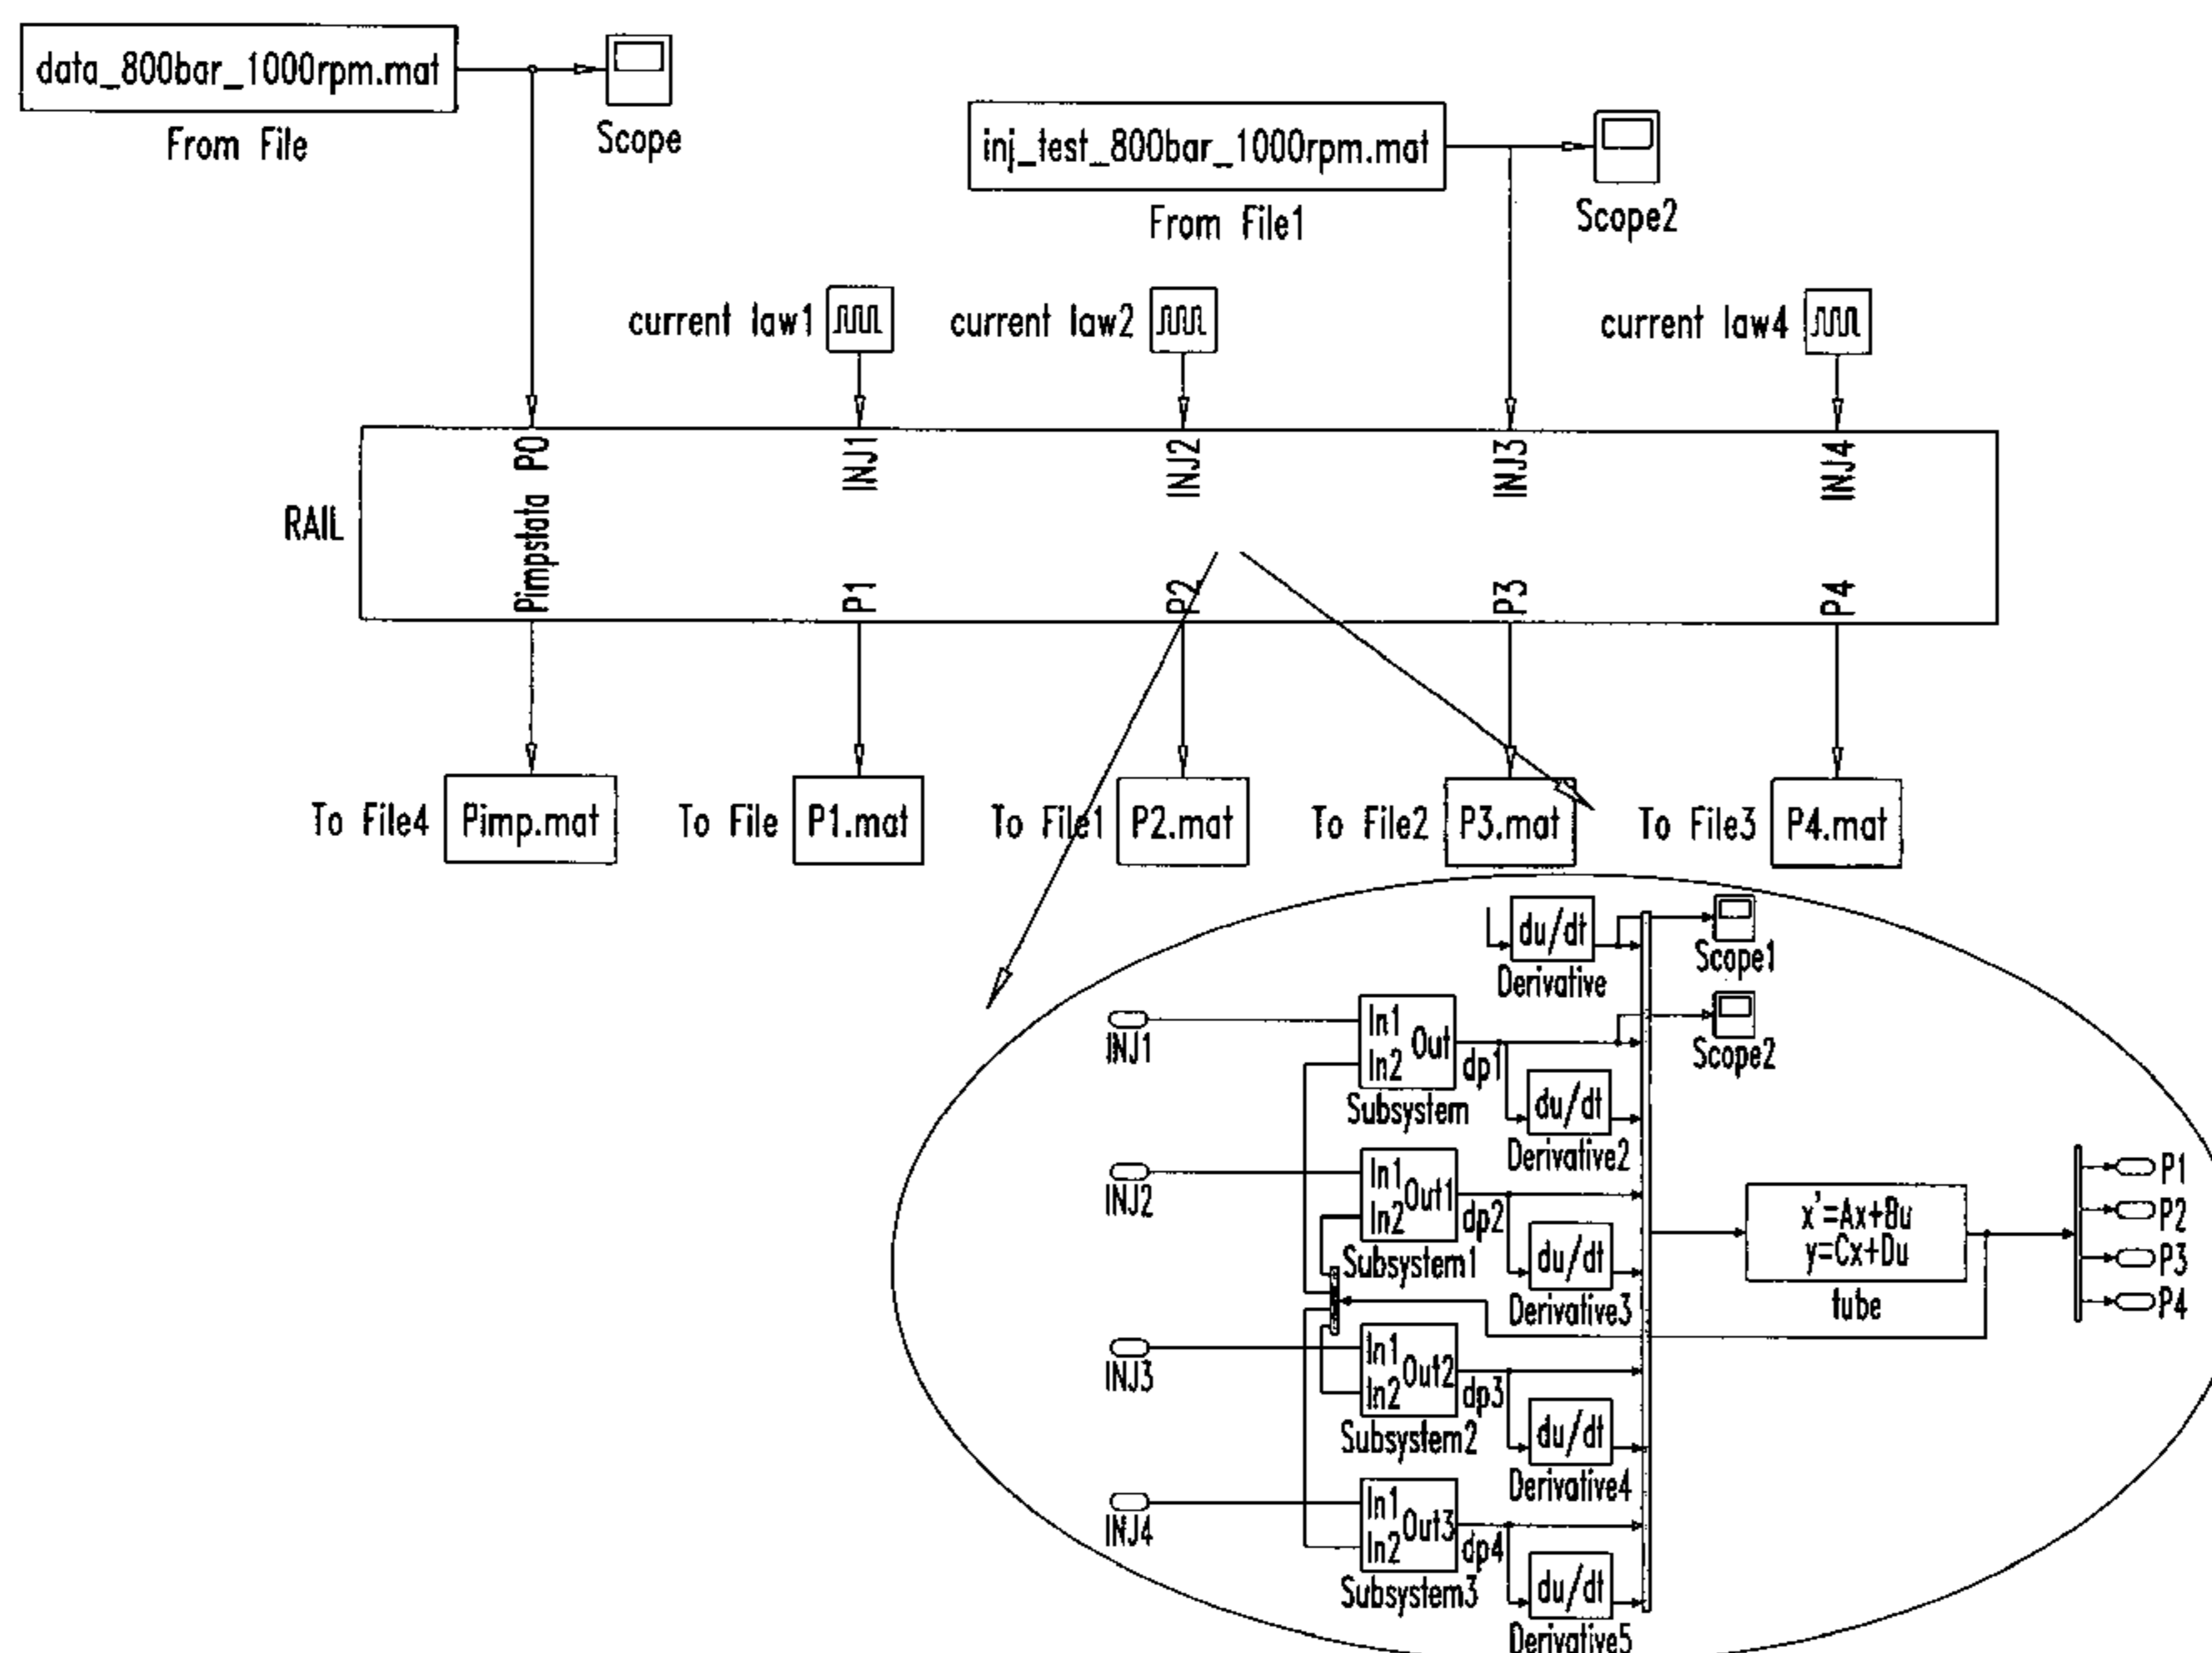 data_800bar_1000rpm.mat
From File
Scope
inj_test_800bar_1000rpm.mat
From File1
Scope2
current law1
current law2
current law4
RAIL
Pimpstata P0
INJ1
INJ2
INJ3
INJ4
P1
P2
P3
P4
To File4
Pimp.mat
To File
P1.mat
To File1
P2.mat
To File2
P3.mat
To File3
P4.mat
du/dt
Derivative
Scope1
Scope2
INJ1
In1
In2
Out
Subsystem
dp1
du/dt
Derivative2
INJ2
In1
In2
Out1
Subsystem1
dp2
du/dt
Derivative3
INJ3
In1
In2
Out2
Subsystem2
dp3
du/dt
Derivative4
INJ4
In1
In2
Out3
Subsystem3
dp4
du/dt
Derivative5
x'=Ax+Bu
y=Cx+Du
tube
P1
P2
P3
P4